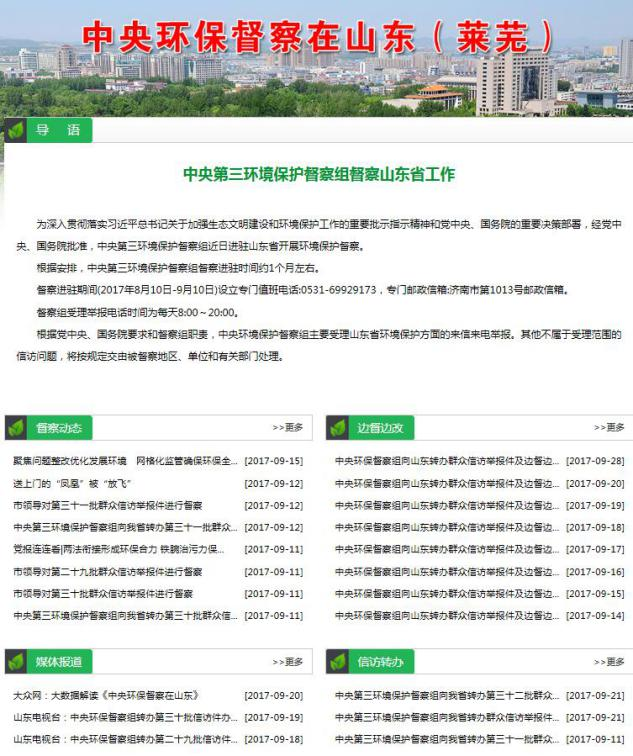 中央环保督察在山东（莱芜）
导 语
中央第三环境保护督察组督察山东省工作
为深入贯彻落实习近平总书记关于加强生态文明建设和环境保护工作的重要批示指示精神和党中央、国务院的重要决策部署，经党中
央、国务院批准，中央第三环境保护督察组近日进驻山东省开展环境保护督察。
根据安排，中央第三环境保护督察组督察进驻时间约1个月左右。
督察进驻期间(2017年8月10日-9月10日)设立专门值班电话:0531-69929173，专门邮政信箱:济南市第1013号邮政信箱。
督察组受理举报电话时间为每天8:00～20:00。
根据党中央、国务院要求和督察组职责，中央环境保护督察组主要受理山东省环境保护方面的来信来电举报。其他不属于受理范围的
信访问题，将按规定交由被督察地区、单位和有关部门处理。
督察动态 >>更多
聚焦问题整改优化发展环境 网格化监管确保环保全... [2017-09-15]
送上门的“凤凰”被“放飞” [2017-09-12]
市领导对第三十一批群众信访举报件进行督察 [2017-09-12]
中央第三环境保护督察组向我省转办第三十一批群众... [2017-09-12]
党报连连看|两法衔接形成环保合力 铁腕治污力保... [2017-09-11]
市领导对第二十九批群众信访举报件进行督察 [2017-09-11]
市领导对第三十批群众信访举报件进行督察 [2017-09-11]
中央第三环境保护督察组向我省转办第三十批群众信... [2017-09-11]
边督边改 >>更多
中央环保督察组向山东转办群众信访举报件及边督边... [2017-09-28]
中央环保督察组向山东转办群众信访举报件及边督边... [2017-09-20]
中央环保督察组向山东转办群众信访举报件及边督边... [2017-09-19]
中央环保督察组向山东转办群众信访举报件及边督边... [2017-09-18]
中央环保督察组向山东转办群众信访举报件及边督边... [2017-09-17]
中央环保督察组向山东转办群众信访举报件及边督边... [2017-09-16]
中央环保督察组向山东转办群众信访举报件及边督边... [2017-09-15]
中央环保督察组向山东转办群众信访举报件及边督边... [2017-09-14]
媒体报道 >>更多
大众网：大数据解读《中央环保督察在山东》 [2017-09-20]
山东电视台：中央环保督察组转办第三十批信访件办... [2017-09-19]
山东电视台：中央环保督察组转办第二十九批信访件... [2017-09-18]
信访转办 >>更多
中央第三环境保护督察组向我省转办第三十二批群众... [2017-09-21]
中央第三环境保护督察组向我省转办群众信访举报件... [2017-09-21]
中央第三环境保护督察组向我省转办第三十一批群众... [2017-09-11]